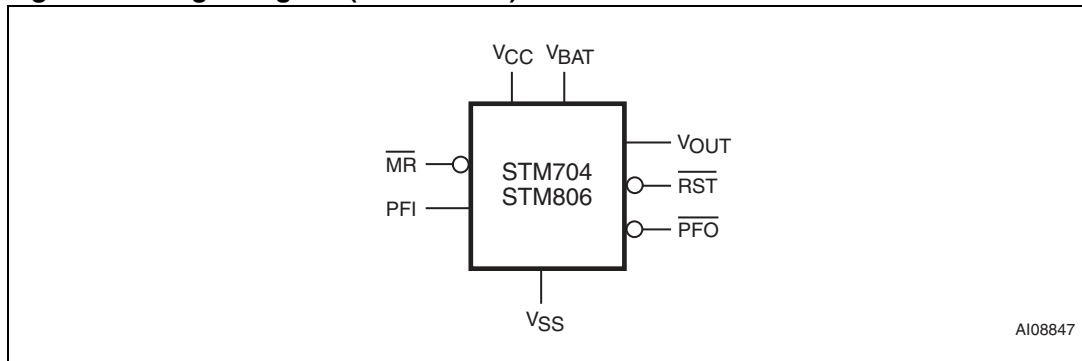 VCC VBAT
VOUT
MR
STM704
RST
STM806
PFI
PFO
VSS
AI08847